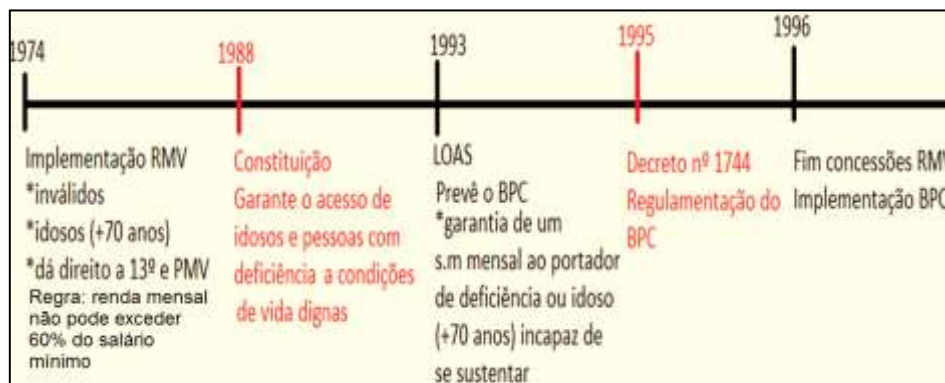 1974
Implementação RMV
*inválidos
*idosos (+70 anos)
*dá direito a 13º e PMV
Regra: renda mensal
não pode exceder
60% do salário
mínimo
1988
Constituição
Garante o acesso de
idosos e pessoas com
deficiência a condições
de vida dignas
1993
LOAS
Prevê o BPC
*garantia de um
s.m mensal ao portador
de deficiência ou idoso
(+70 anos) incapaz de
se sustentar
1995
Decreto nº 1744
Regulamentação do
BPC
1996
Fim concessões RMV
Implementação BPC